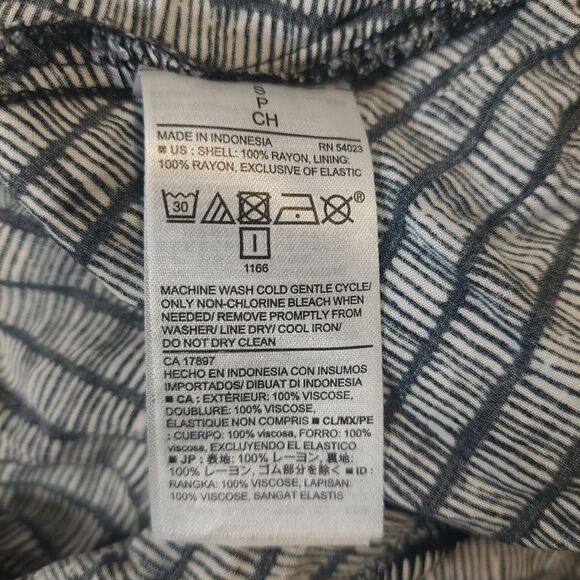 S
P
CH
MADE IN INDONESIA RN 54023
US : SHELL: 100% RAYON, LINING:
100% RAYON, EXCLUSIVE OF ELASTIC
30 ®
1166
MACHINE WASH COLD GENTLE CYCLE/
ONLY NON-CHLORINE BLEACH WHEN
NEEDED/ REMOVE PROMPTLY FROM
WASHER/ LINE DRY/ COOL IRON/
DO NOT DRY CLEAN
CA 17897
HECHO EN INDONESIA CON INSUMOS
IMPORTADOS/ DIBUAT DI INDONESIA
■ CA : EXTÉRIEUR: 100% VISCOSE,
DOUBLURE: 100% VISCOSE,
ÉLASTIQUE NON COMPRIS ■ CL/MX/PE
: CUERPO: 100% viscosa, FORRO: 100%
viscosa, EXCLUYENDO EL ELASTICO
■ JP : 表地: 100% レーヨン, 裏地:
100% レーヨン, ゴム部分を除く ■ ID :
RANGKA: 100% VISCOSE, LAPISAN:
100% VISCOSE, SANGAT ELASTIS